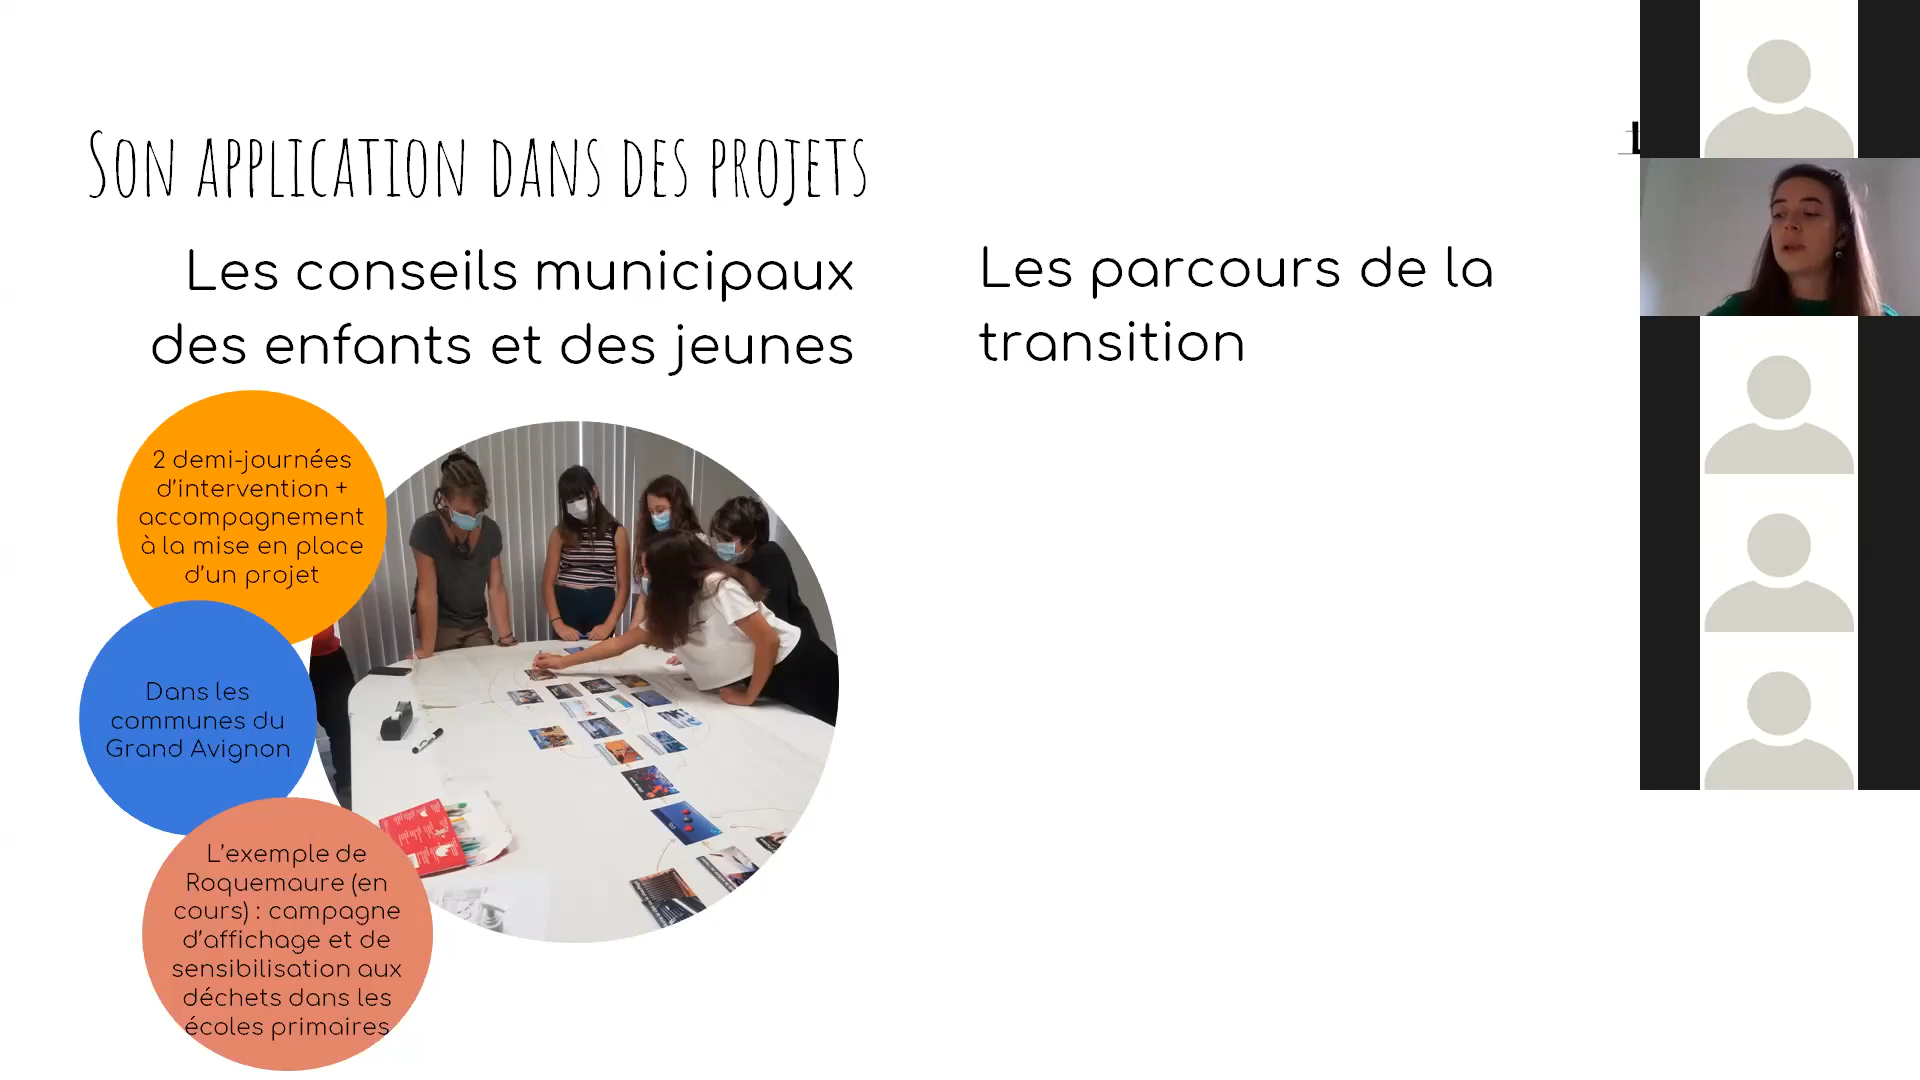 Son application dans des projets
Les conseils municipaux
des enfants et des jeunes
2 demi-journées
d'intervention +
accompagnement
à la mise en place
d'un projet
Dans les
communes du
Grand Avignon
L'exemple de
Roquemaure (en
cours) : campagne
d'affichage et de
sensibilisation aux
déchets dans les
écoles primaires
Les parcours de la
transition